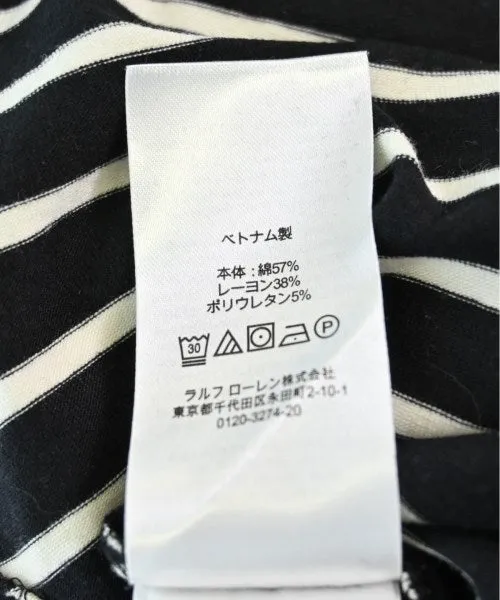 ベトナム製
本体 : 綿57%
レーヨン38%
ポリウレタン5%
30 P
ラルフ ローレン株式会社
東京都千代田区永田町2-10-1
0120-3274-20